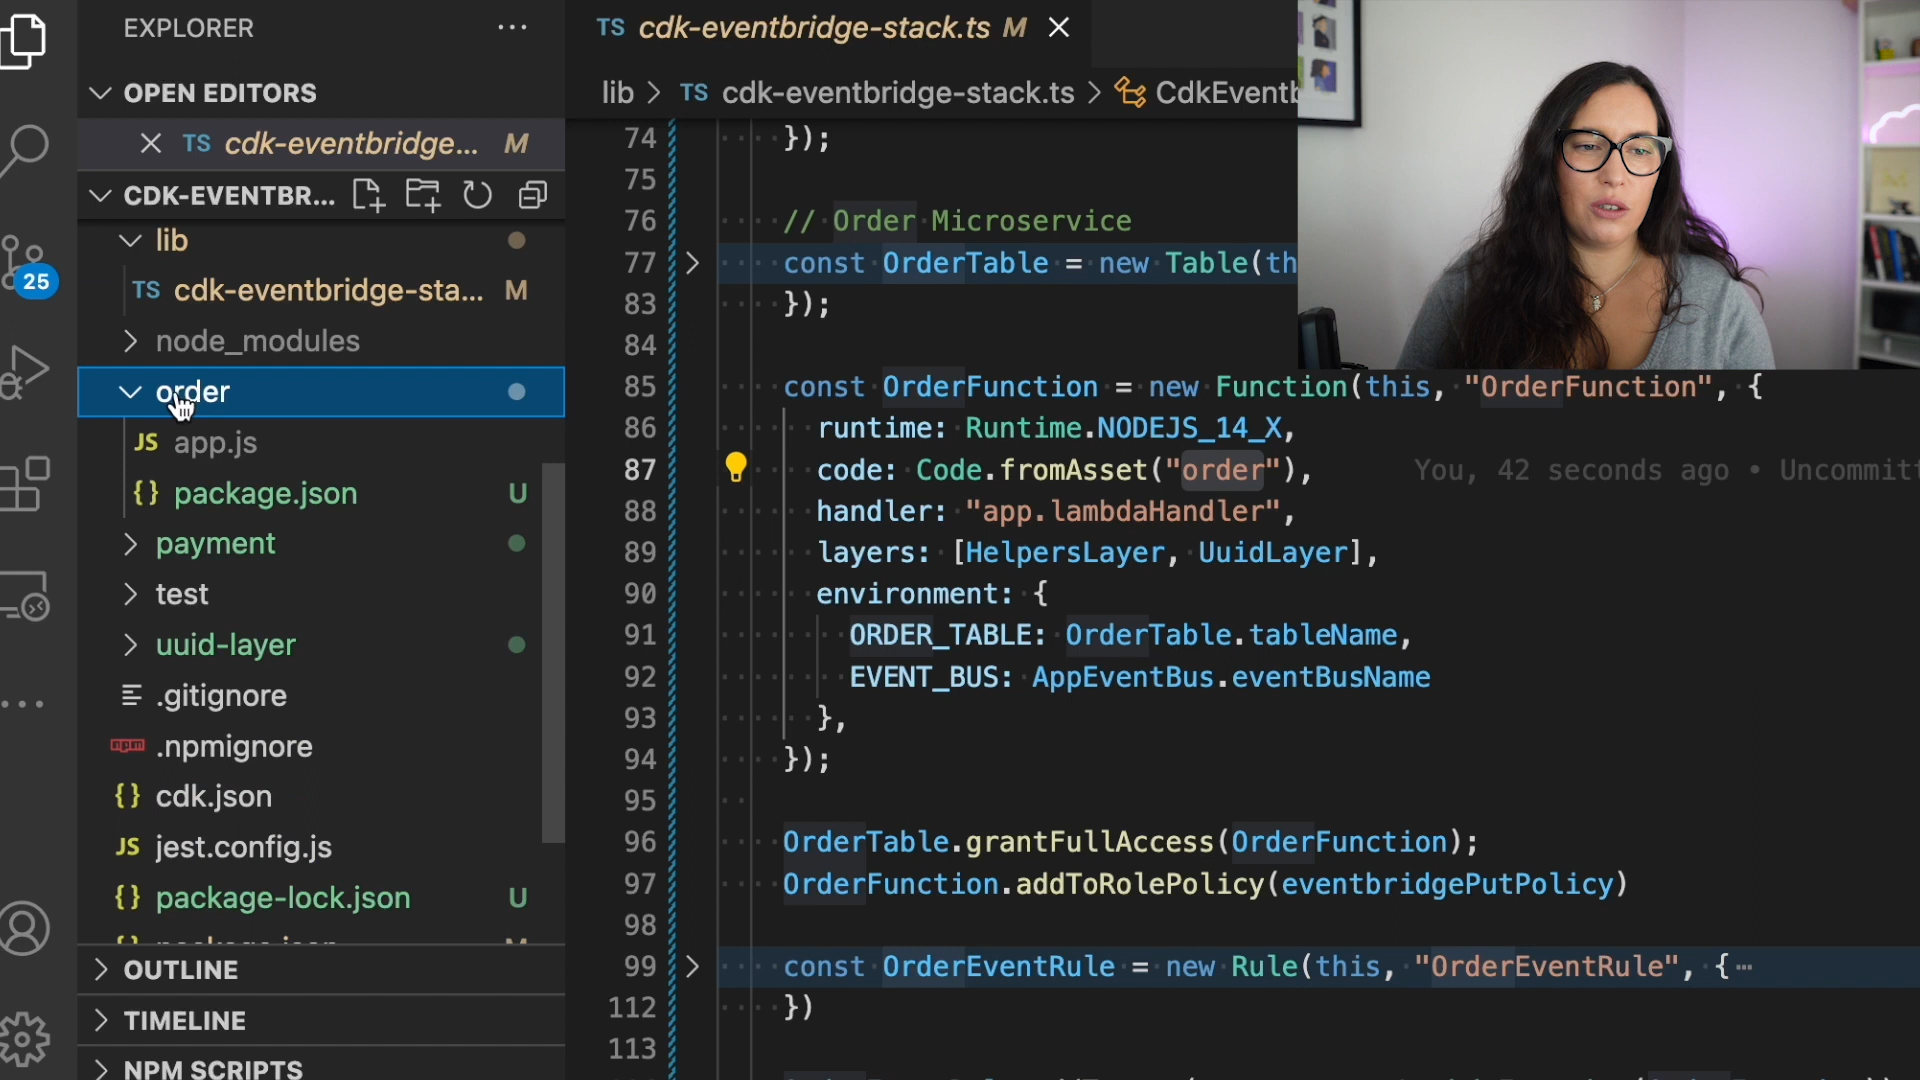 EXPLORER
OPEN EDITORS
TS cdk-eventbridge... M
CDK-EVENTBR...
lib
TS cdk-eventbridge-sta... M
25
node_modules
order
JS app.js
{} package.json U
payment
test
uuid-layer
.gitignore
npm .npmignore
{} cdk.json
JS jest.config.js
{} package-lock.json U
OUTLINE
TIMELINE
NPM SCRIPTS
TS cdk-eventbridge-stack.ts M
lib > TS cdk-eventbridge-stack.ts > CdkEventb
74 });
75
76 // Order Microservice
77 const OrderTable = new Table(th
83 });
84
85 const OrderFunction = new Function(this, "OrderFunction", {
86 runtime: Runtime.NODEJS_14_X,
87 code: Code.fromAsset("order"), You, 42 seconds ago • Uncommitt
88 handler: "app.lambdaHandler",
89 layers: [HelpersLayer, UuidLayer],
90 environment: {
91 ORDER_TABLE: OrderTable.tableName,
92 EVENT_BUS: AppEventBus.eventBusName
93 },
94 });
95
96 OrderTable.grantFullAccess(OrderFunction);
97 OrderFunction.addToRolePolicy(eventbridgePutPolicy)
98
99 const OrderEventRule = new Rule(this, "OrderEventRule", {…
112 })
113